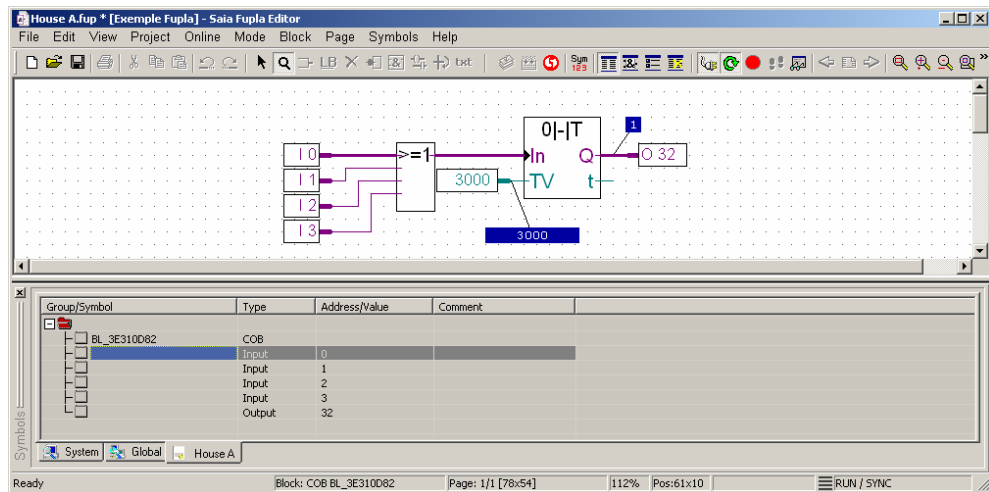 House A.fup * [Exemple Fupla] - Saia Fupla Editor
File Edit View Project Online Mode Block Page Symbols Help
LB txt Sym 123
0|-|T 1
I 0 >=1 In Q O 32
I 1 3000 TV t
I 2
I 3 3000
Group/Symbol Type Address/Value Comment
BL_3E310D82 COB
Input 0
Input 1
Input 2
Input 3
Output 32
Symbols
System Global House A
Ready Block: COB BL_3E310D82 Page: 1/1 [78x54] 112% Pos:61x10 RUN / SYNC